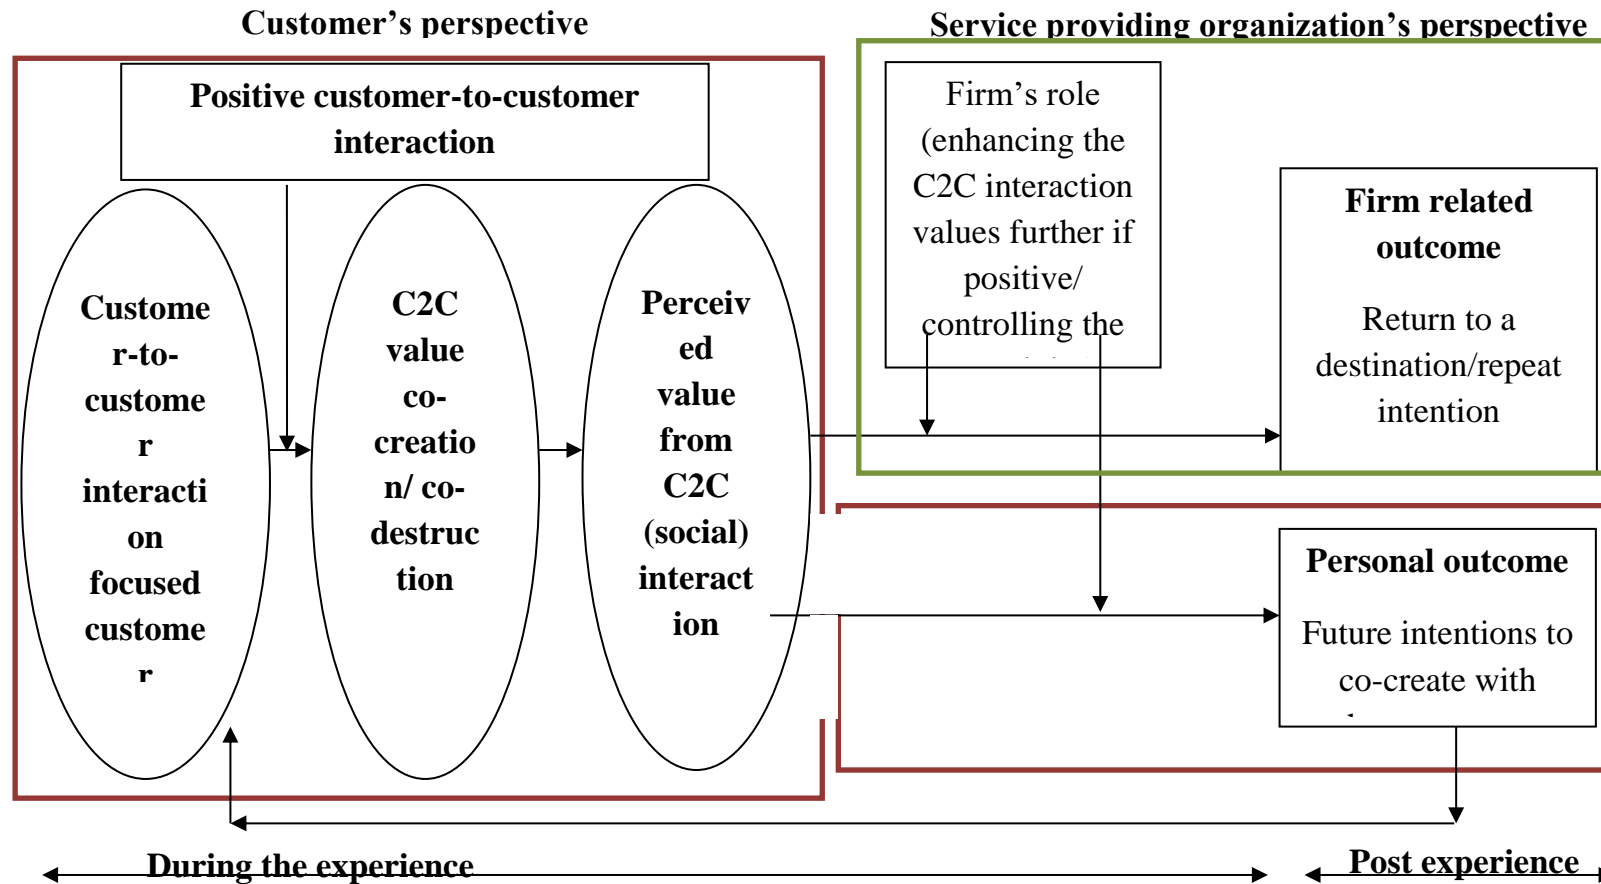 Customer’s perspective
Service providing organization’s perspective
Positive customer-to-customer
interaction
Custome
r-to-
custome
r
interacti
on
focused
custome
r
C2C
value
co-
creatio
n/ co-
destruc
tion
Perceiv
ed
value
from
C2C
(social)
interact
ion
Firm’s role
(enhancing the
C2C interaction
values further if
positive/
controlling the
Firm related
outcome
Return to a
destination/repeat
intention
Personal outcome
Future intentions to
co-create with
During the experience
Post experience